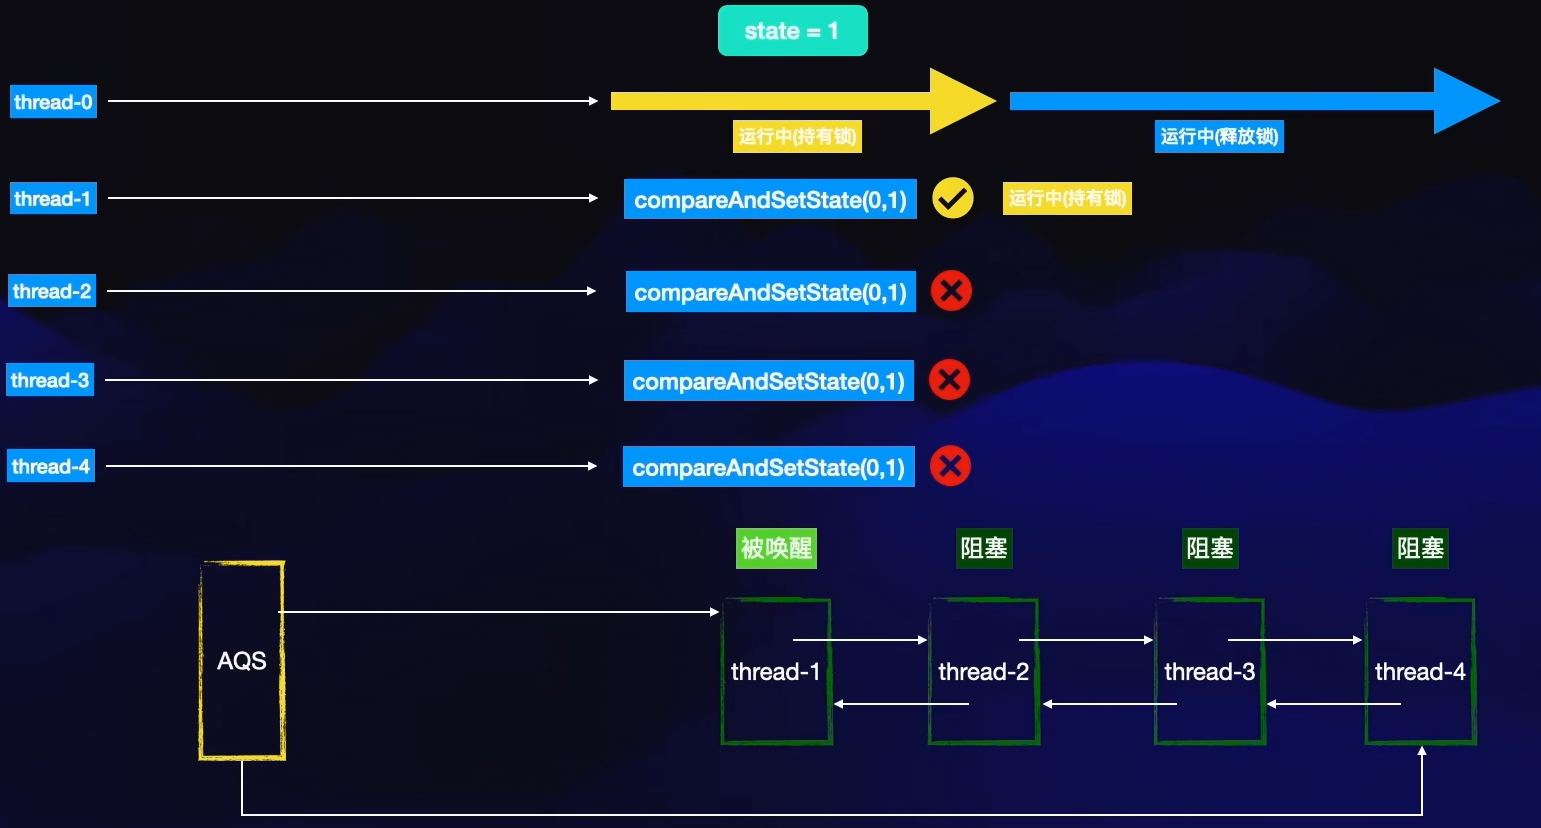 state = 1
thread-0
运行中(持有锁)
运行中(释放锁)
thread-1
compareAndSetState(0,1)
运行中(持有锁)
thread-2
compareAndSetState(0,1)
thread-3
compareAndSetState(0,1)
thread-4
compareAndSetState(0,1)
被唤醒
阻塞
阻塞
阻塞
AQS
thread-1
thread-2
thread-3
thread-4